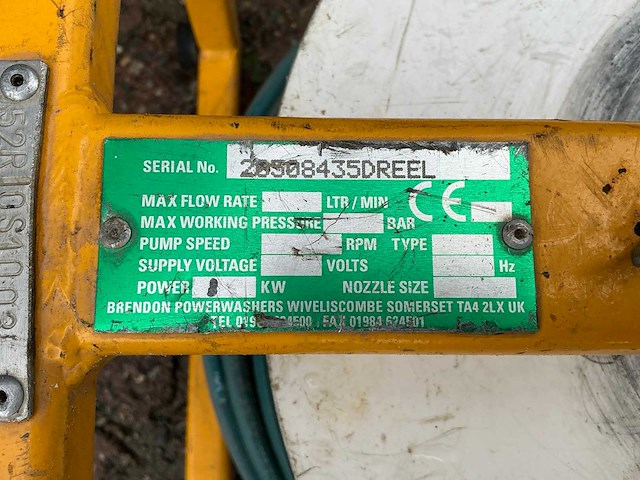 SERIAL No. 20508435DREEL
MAX FLOW RATE LTR / MIN CE
MAX WORKING PRESSURE BAR
PUMP SPEED RPM TYPE
SUPPLY VOLTAGE VOLTS Hz
POWER KW NOZZLE SIZE
BRENDON POWERWASHERS WIVELISCOMBE SOMERSET TA4 2LX UK
TEL FAX 01984 624501